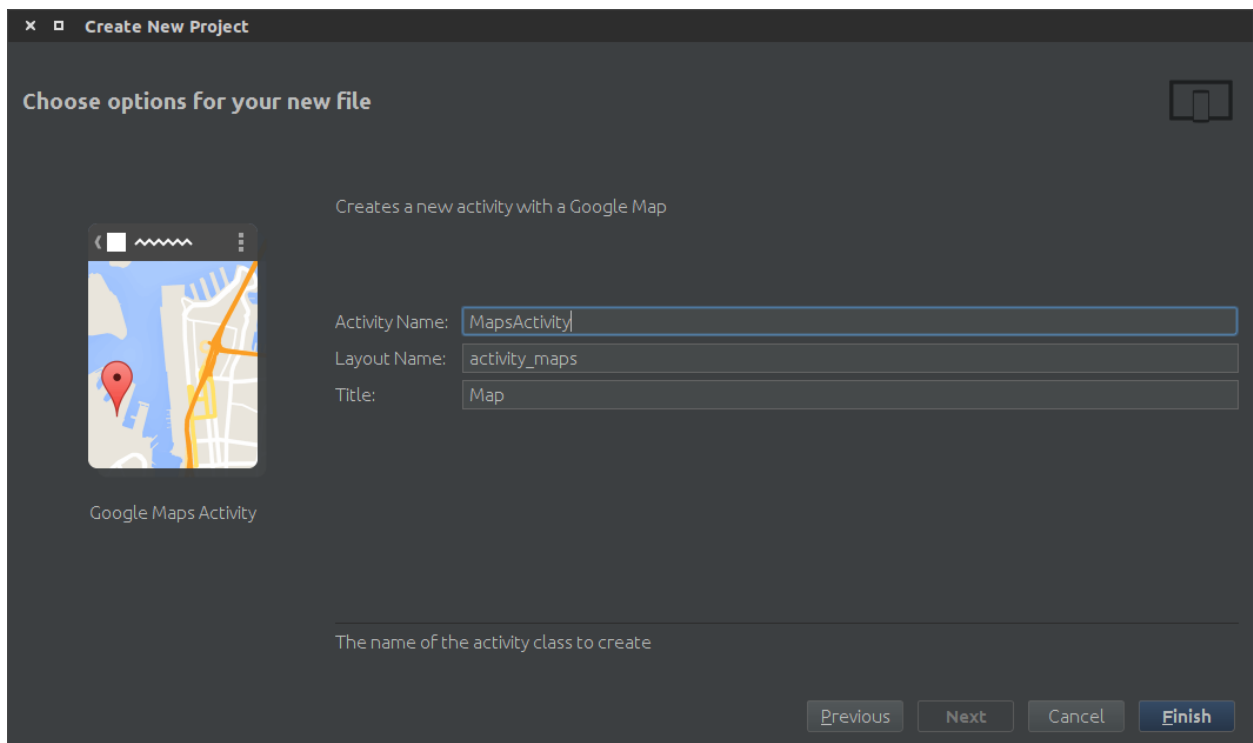 Create New Project
Choose options for your new file
Creates a new activity with a Google Map
Activity Name: MapsActivity
Layout Name: activity_maps
Title: Map
Google Maps Activity
The name of the activity class to create
Previous Next Cancel Finish